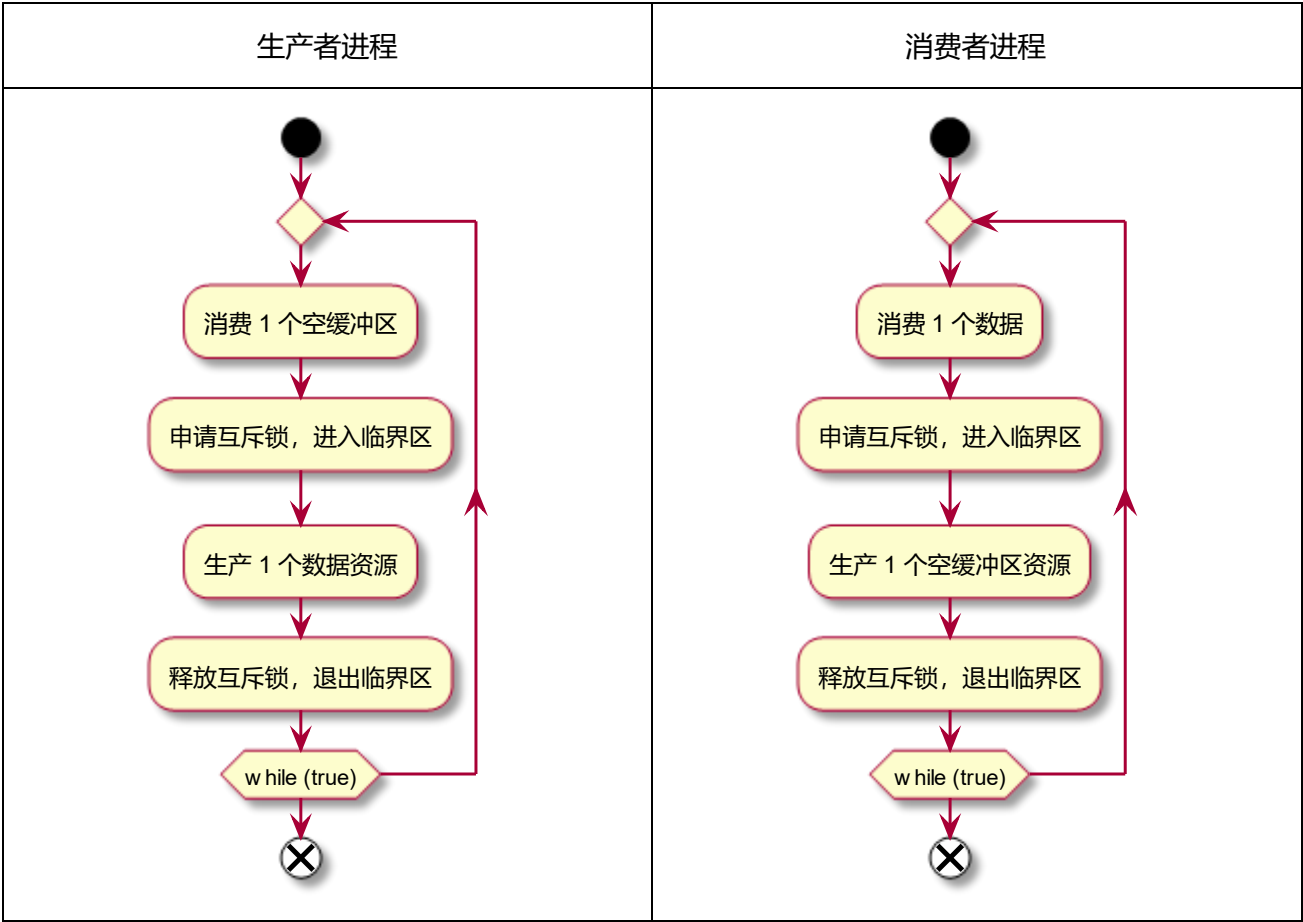 生产者进程
消费者进程
消费 1 个空缓冲区
申请互斥锁，进入临界区
生产 1 个数据资源
释放互斥锁，退出临界区
while (true)
消费 1 个数据
申请互斥锁，进入临界区
生产 1 个空缓冲区资源
释放互斥锁，退出临界区
while (true)